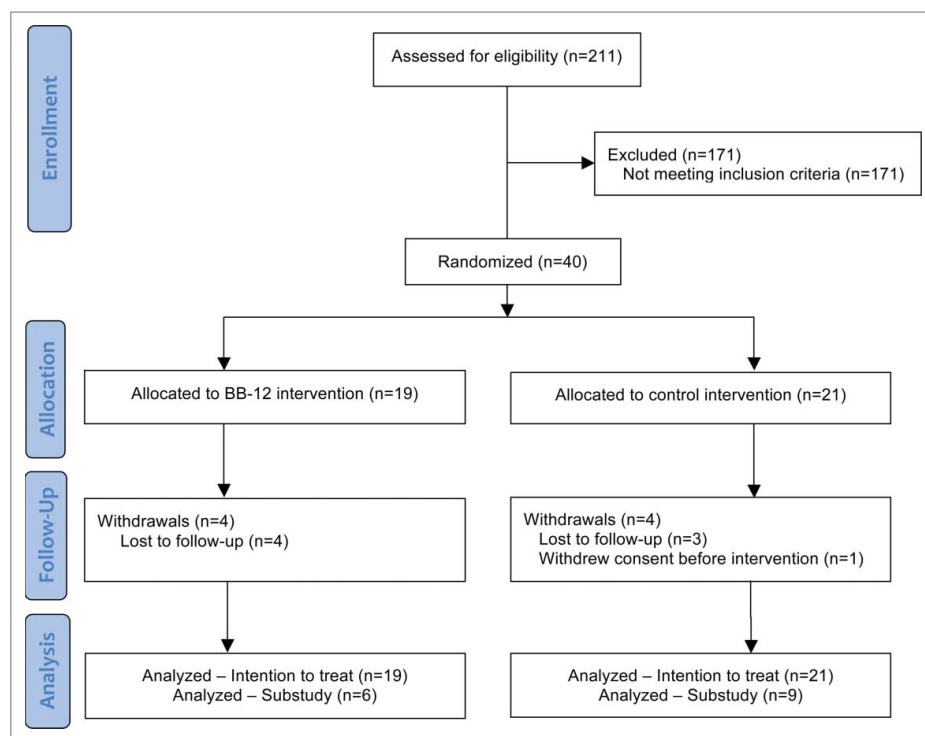 Enrollment
Assessed for eligibility (n=211)
Excluded (n=171)
Not meeting inclusion criteria (n=171)
Randomized (n=40)
Allocation
Allocated to BB-12 intervention (n=19)
Allocated to control intervention (n=21)
Follow-Up
Withdrawals (n=4)
Lost to follow-up (n=4)
Withdrawals (n=4)
Lost to follow-up (n=3)
Withdrew consent before intervention (n=1)
Analysis
Analyzed – Intention to treat (n=19)
Analyzed – Substudy (n=6)
Analyzed – Intention to treat (n=21)
Analyzed – Substudy (n=9)